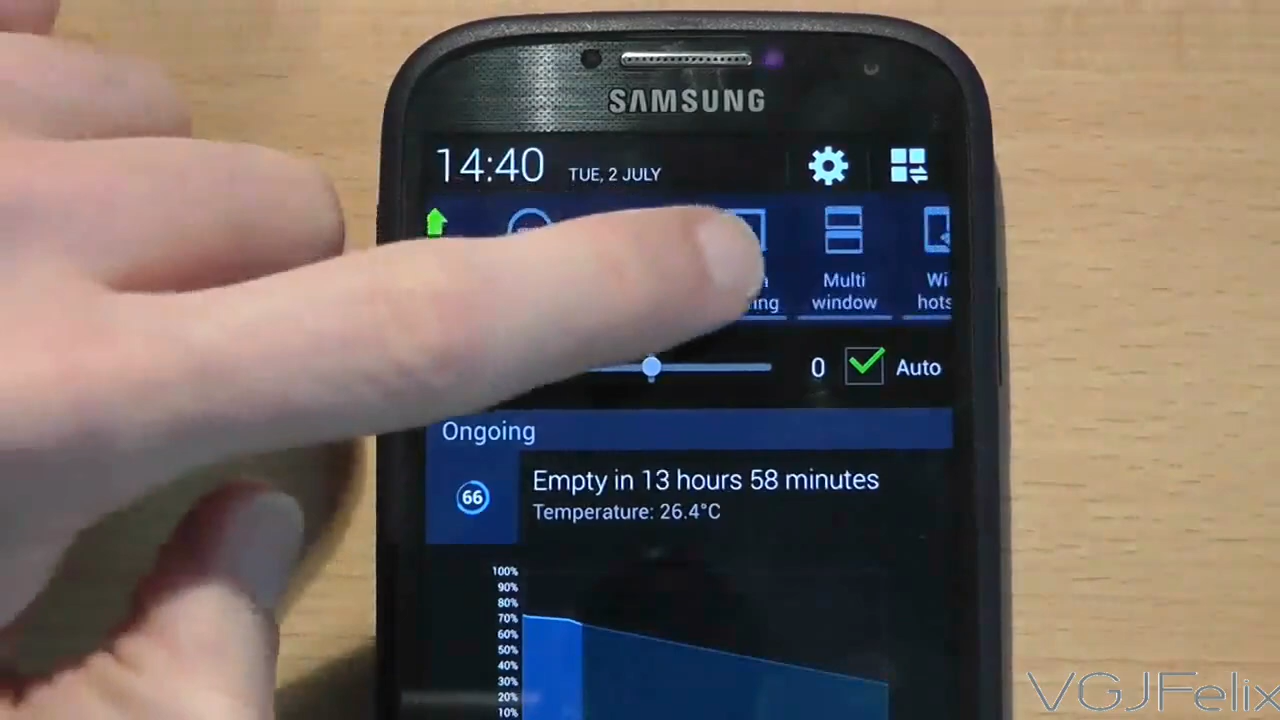 SAMSUNG
14:40 TUE, 2 JULY
Multi
window
0 Auto
Ongoing
66
Empty in 13 hours 58 minutes
Temperature: 26.4°C
100%
90%
80%
70%
60%
50%
40%
30%
20%
10%
VGJFelix